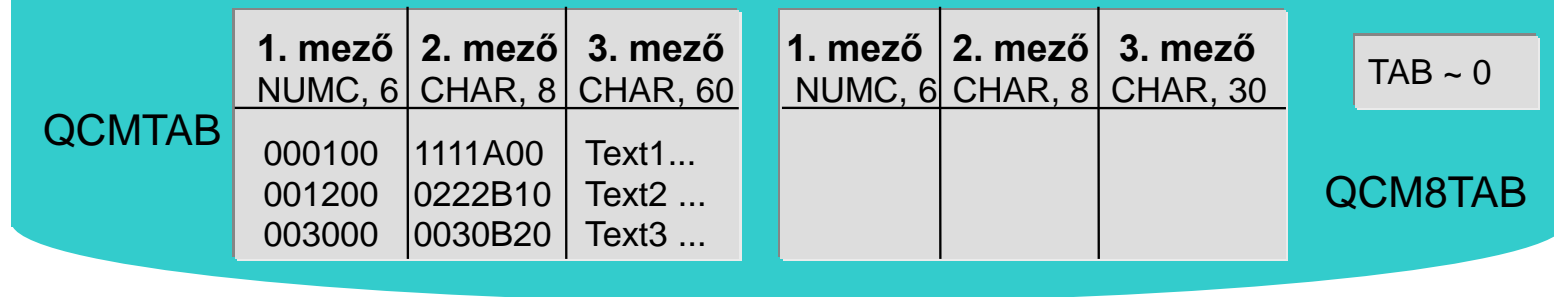 1. mező 2. mező 3. mező 1. mező 2. mező 3. mező
NUMC, 6 CHAR, 8 CHAR, 60 NUMC, 6 CHAR, 8 CHAR, 30
TAB ~ 0
QCMTAB
000100 1111A00 Text1...
001200 0222B10 Text2 ...
003000 0030B20 Text3 ...
QCM8TAB